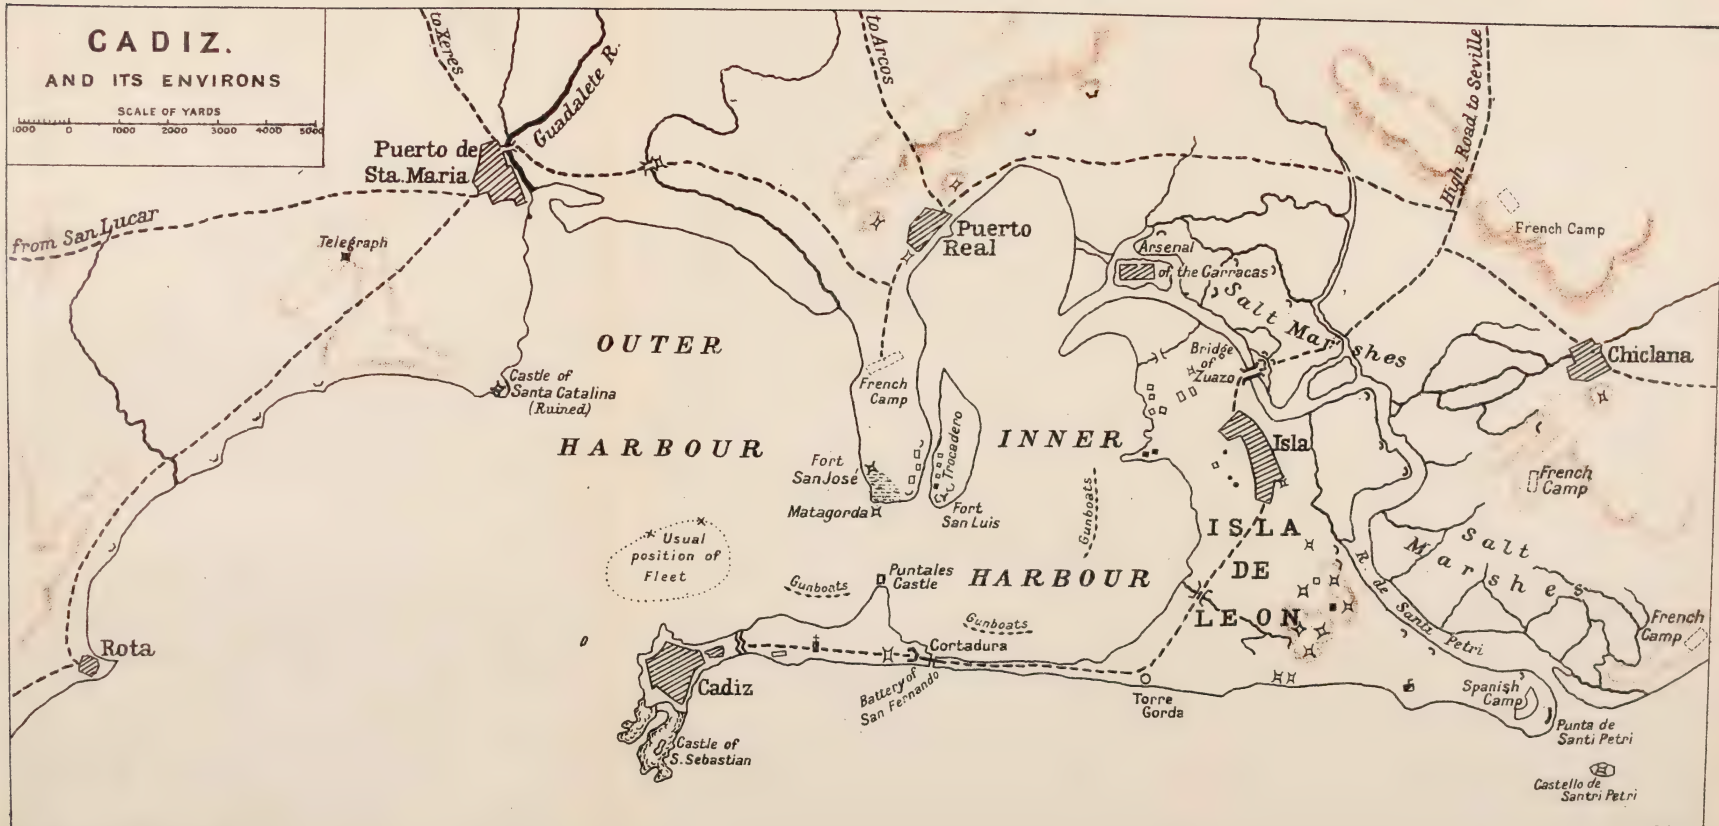 CADIZ.
AND ITS ENVIRONS
SCALE OF YARDS
1000 0 1000 2000 3000 4000 5000
to Xeres
Guadalete R.
to Arcos
High Road to Seville
Puerto de
Sta. Maria
from San Lucar
Telegraph
Puerto
Real
Arsenal
of the Carracas
Salt Marshes
French Camp
OUTER
HARBOUR
Castle of
Santa Catalina
(Ruined)
French
Camp
Bridge
of
Zuazo
Chiclana
INNER
HARBOUR
Trocadero
Isla
Fort
San José
Matagorda
Fort
San Luis
Gunboats
French
Camp
Usual
position of
Fleet
Gunboats
Puntales
Castle
ISLA
DE
LEON
R. de Santa Petri
Salt
Marshes
French
Camp
Rota
Gunboats
Cortadura
Cadiz
Battery of
San Fernando
Torre
Gorda
Spanish
Camp
Punta de
Santi Petri
Castle of
S. Sebastian
Castello de
Santri Petri